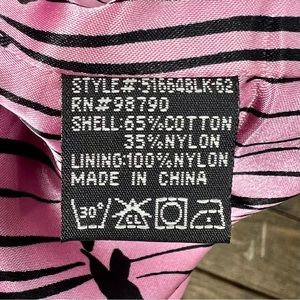 STYLE#:51664BLK-62
RN#98790
SHELL:65%COTTON
35%NYLON
LINING:100%NYLON
MADE IN CHINA
30° CL